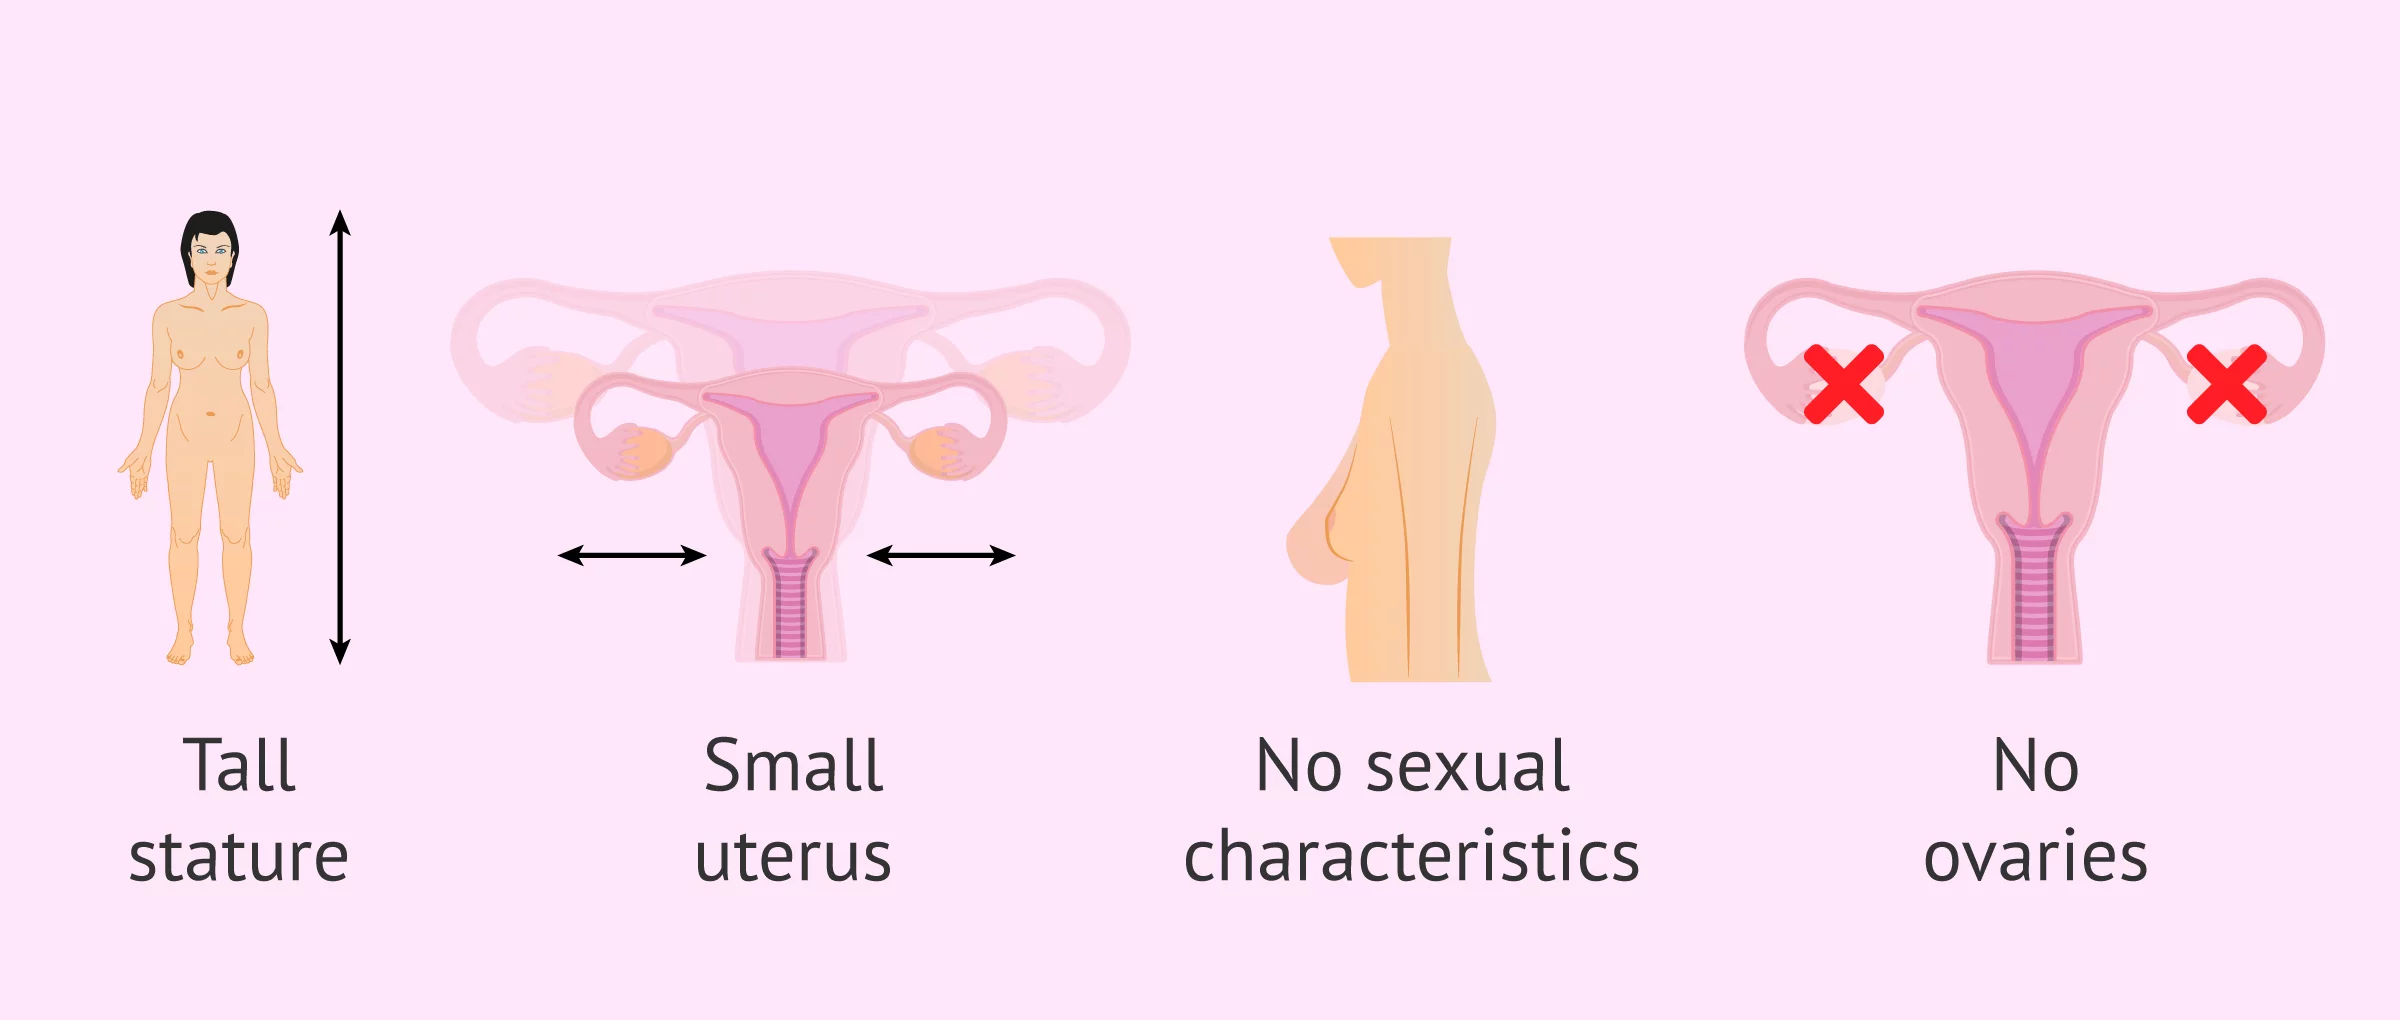 Tall
stature
Small
uterus
No sexual
characteristics
No
ovaries